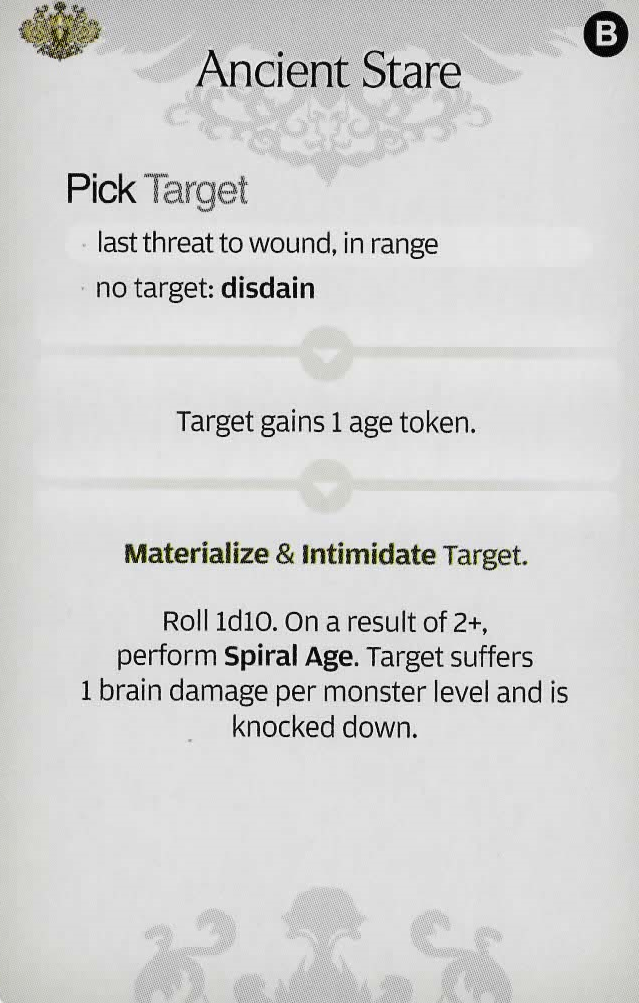 B
Ancient Stare
Pick Target
· last threat to wound, in range
· no target: disdain
Target gains 1 age token.
Materialize & Intimidate Target.
Roll 1d10. On a result of 2+,
perform Spiral Age. Target suffers
1 brain damage per monster level and is
knocked down.